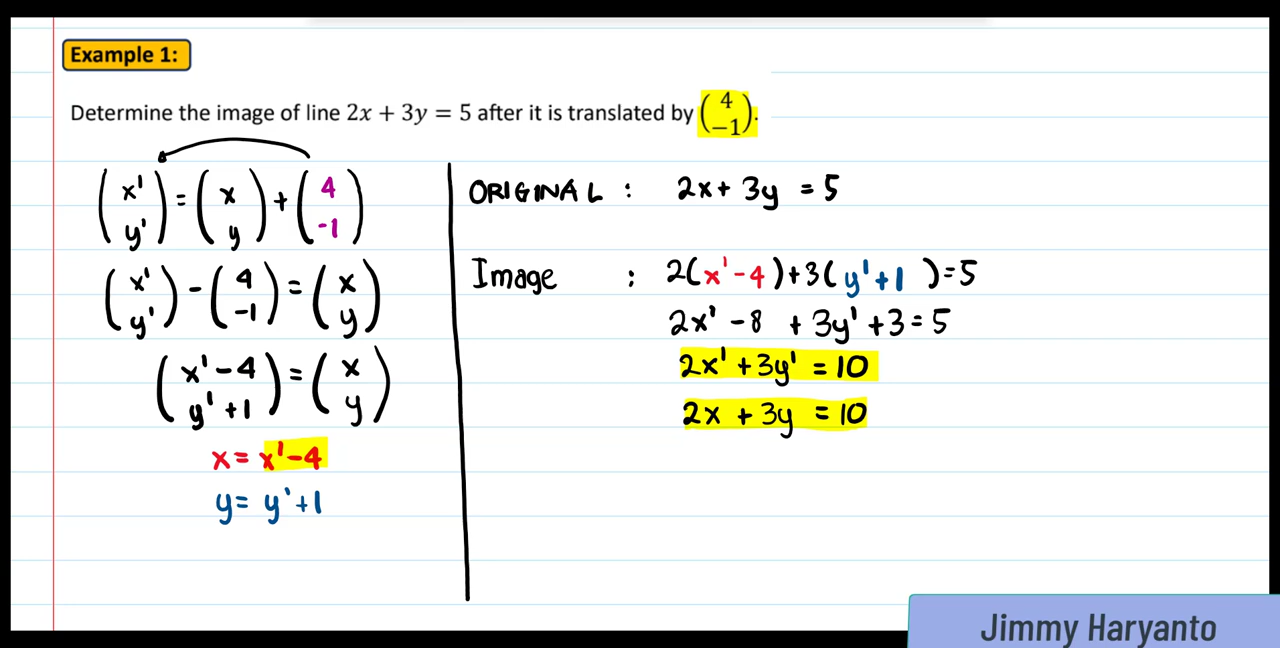 Example 1:
Determine the image of line 2x + 3y = 5 after it is translated by (4 −1).
(x' y') = (x y) + (4 -1)
(x' y') - (4 -1) = (x y)
(x'-4 y'+1) = (x y)
x = x'-4
y = y'+1
ORIGINAL : 2x + 3y = 5
Image : 2(x'-4)+3(y'+1)=5
2x' -8 +3y' +3=5
2x' +3y' = 10
2x + 3y = 10
Jimmy Haryanto